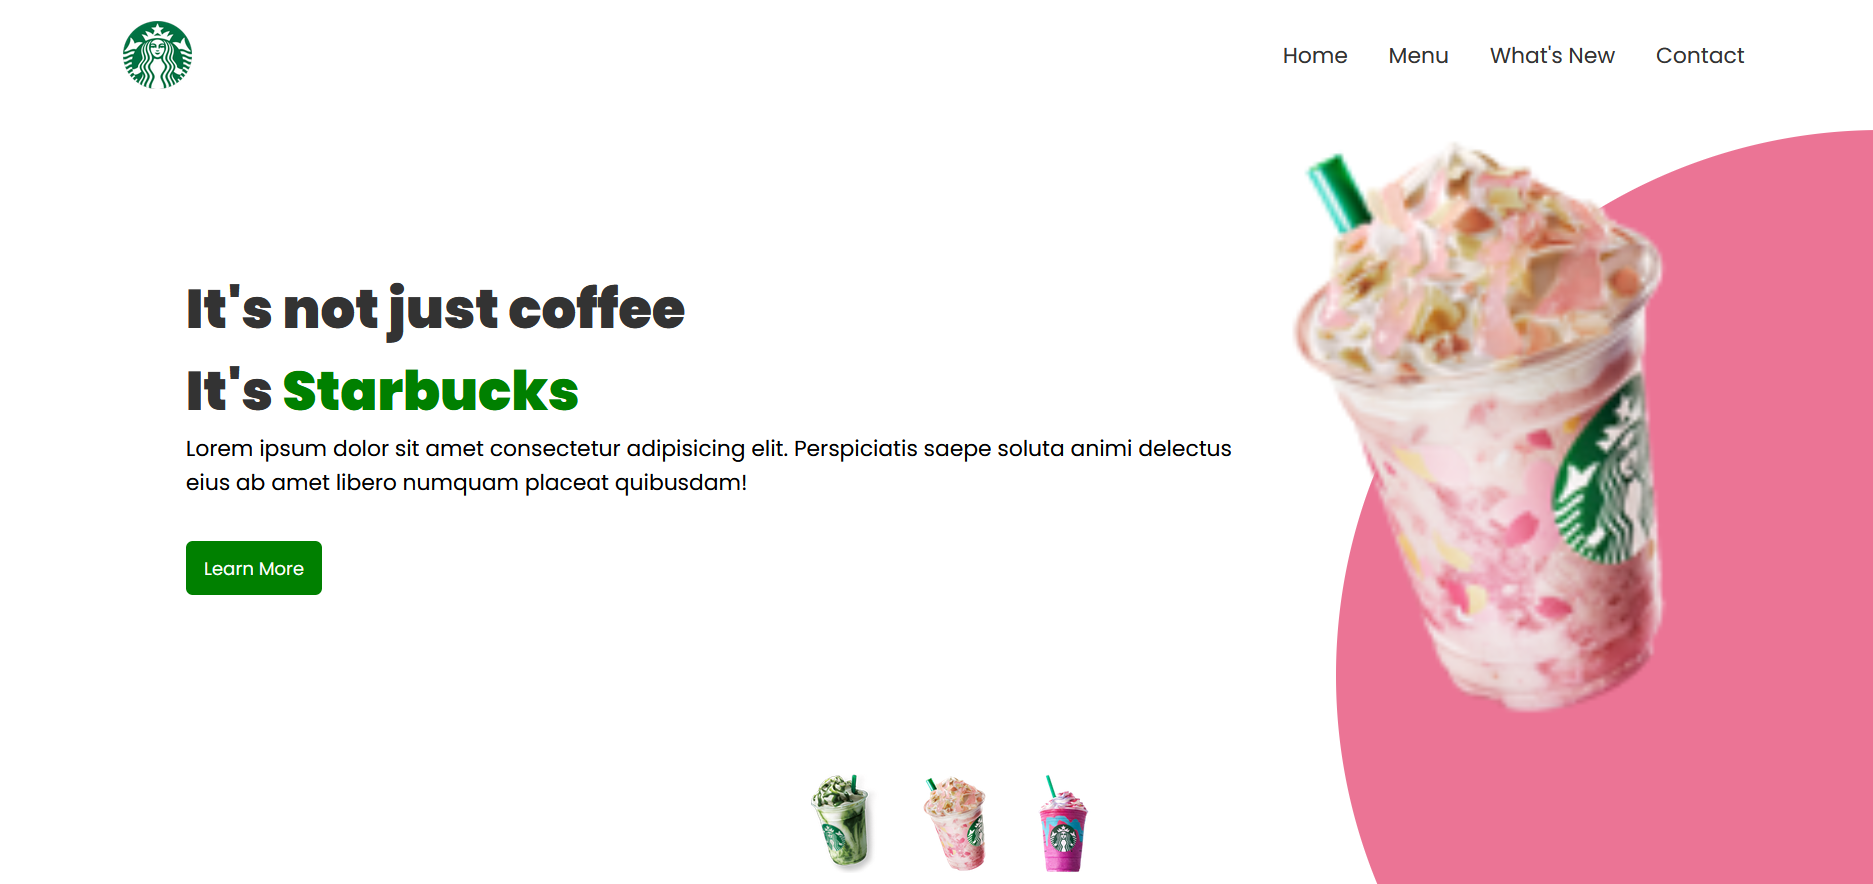 Home Menu What's New Contact
It's not just coffee
It's Starbucks
Lorem ipsum dolor sit amet consectetur adipisicing elit. Perspiciatis saepe soluta animi delectus
eius ab amet libero numquam placeat quibusdam!
Learn More